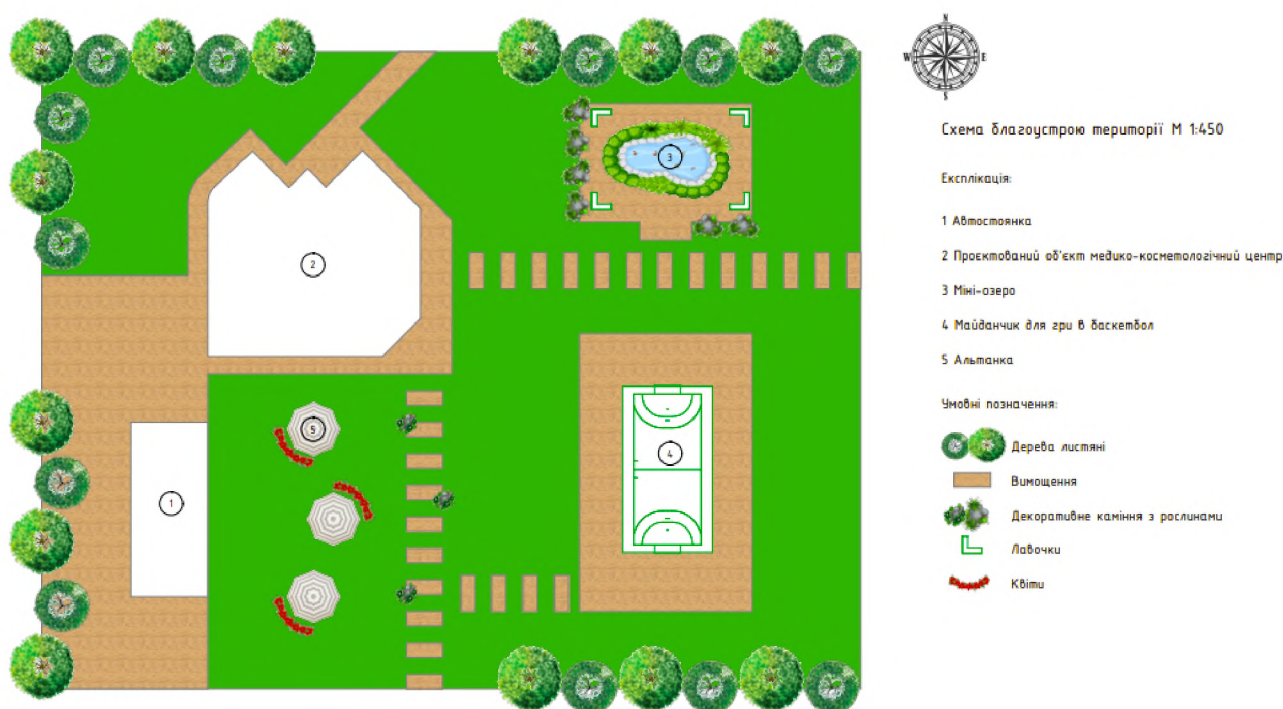 N
W E
S
Схема благоустрою території М 1:450
Експлікація:
1 Автостоянка
2 Проєктований об'єкт медико-косметологічний центр
3 Міні-озеро
4 Майданчик для гри в баскетбол
5 Альтанка
Умовні позначення:
Дерева листяні
Вимощення
Декоративне каміння з рослинами
Лавочки
Квіти
3
2
5
4
1